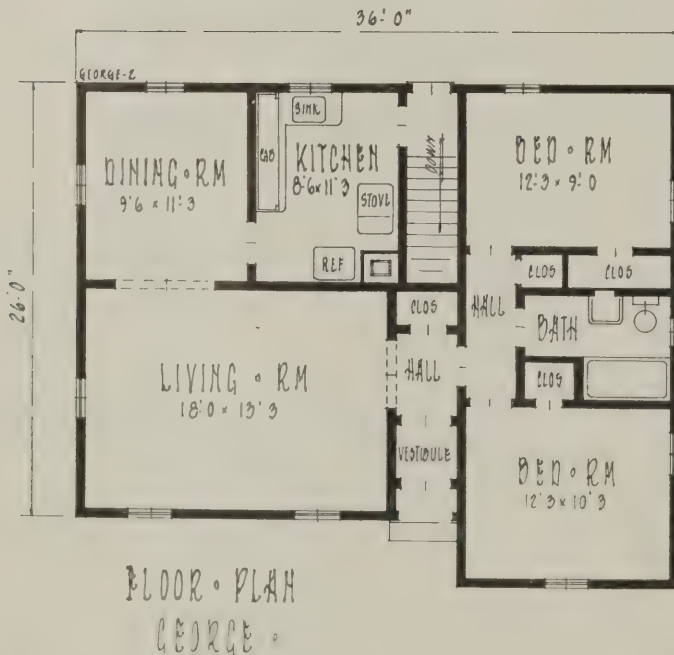 36'-0"
GEORGE-2
SINK
CAB
KITCHEN
8'6 x 11'3
STOVE
REF
DINING • RM
9'6 x 11'3
DOWN
BED • RM
12'-3 x 9'-0
26'-0"
CLOS
CLOS
CLOS
HALL
BATH
LIVING • RM
18'0 x 13'3
HALL
CLOS
VESTIBULE
BED • RM
12'3 x 10'3
FLOOR • PLAN
GEORGE •